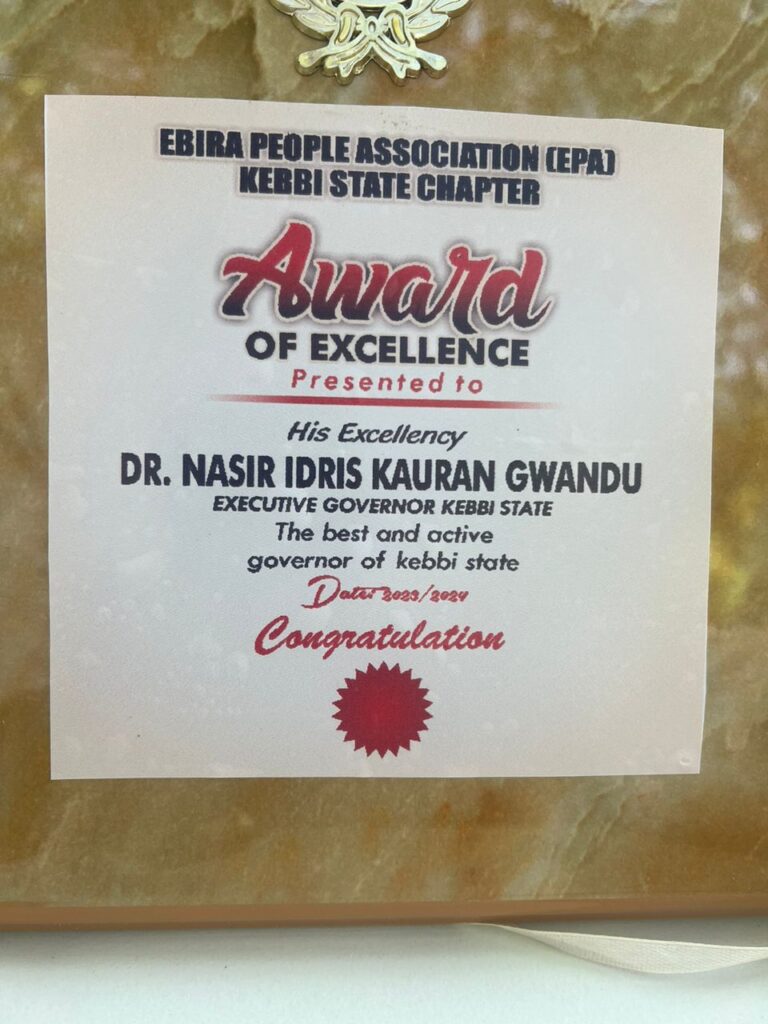 EBIRA PEOPLE ASSOCIATION (EPA)
KEBBI STATE CHAPTER
Award
OF EXCELLENCE
Presented to
His Excellency
DR. NASIR IDRIS KAURAN GWANDU
EXECUTIVE GOVERNOR KEBBI STATE
The best and active
governor of kebbi state
Date: 2023/2024
Congratulation